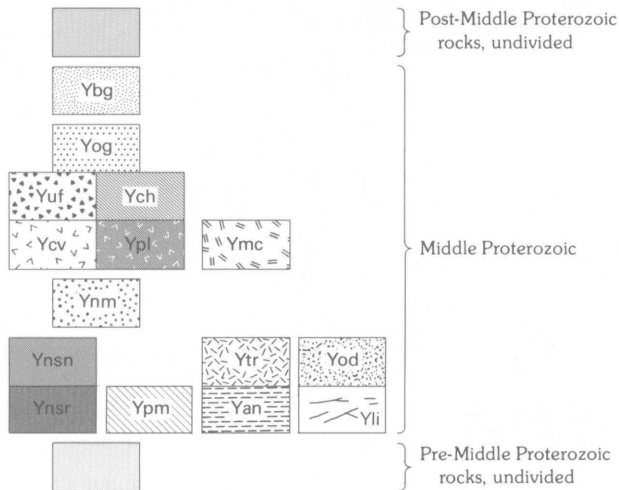 Post-Middle Proterozoic
rocks, undivided
Ybg
Yog
Yuf Ych
Ycv Ypl Ymc
Middle Proterozoic
Ynm
Ynsn Ytr Yod
Ynsr Ypm Yan Yli
Pre-Middle Proterozoic
rocks, undivided